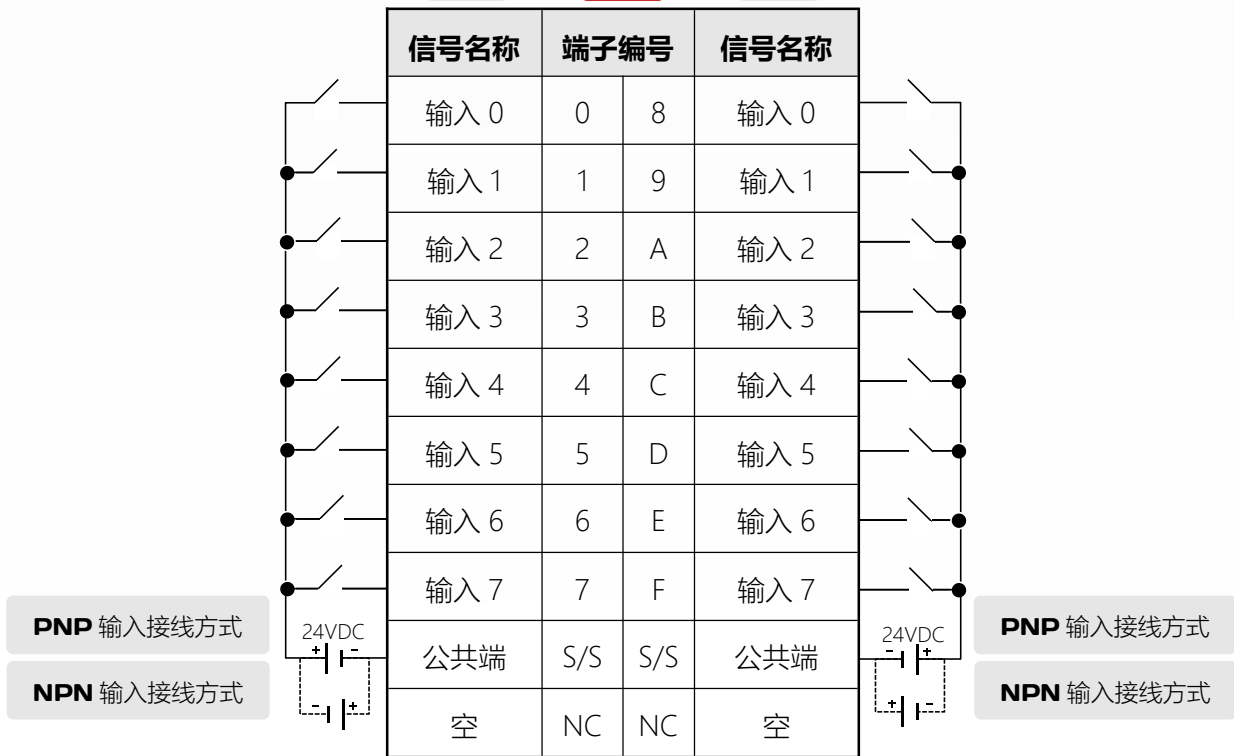 信号名称 端子编号 信号名称
输入 0 0 8 输入 0
输入 1 1 9 输入 1
输入 2 2 A 输入 2
输入 3 3 B 输入 3
输入 4 4 C 输入 4
输入 5 5 D 输入 5
输入 6 6 E 输入 6
输入 7 7 F 输入 7
PNP 输入接线方式 24VDC 24VDC PNP 输入接线方式
+ - 公共端 S/S S/S 公共端 - +
NPN 输入接线方式 NPN 输入接线方式
- + 空 NC NC 空 + -